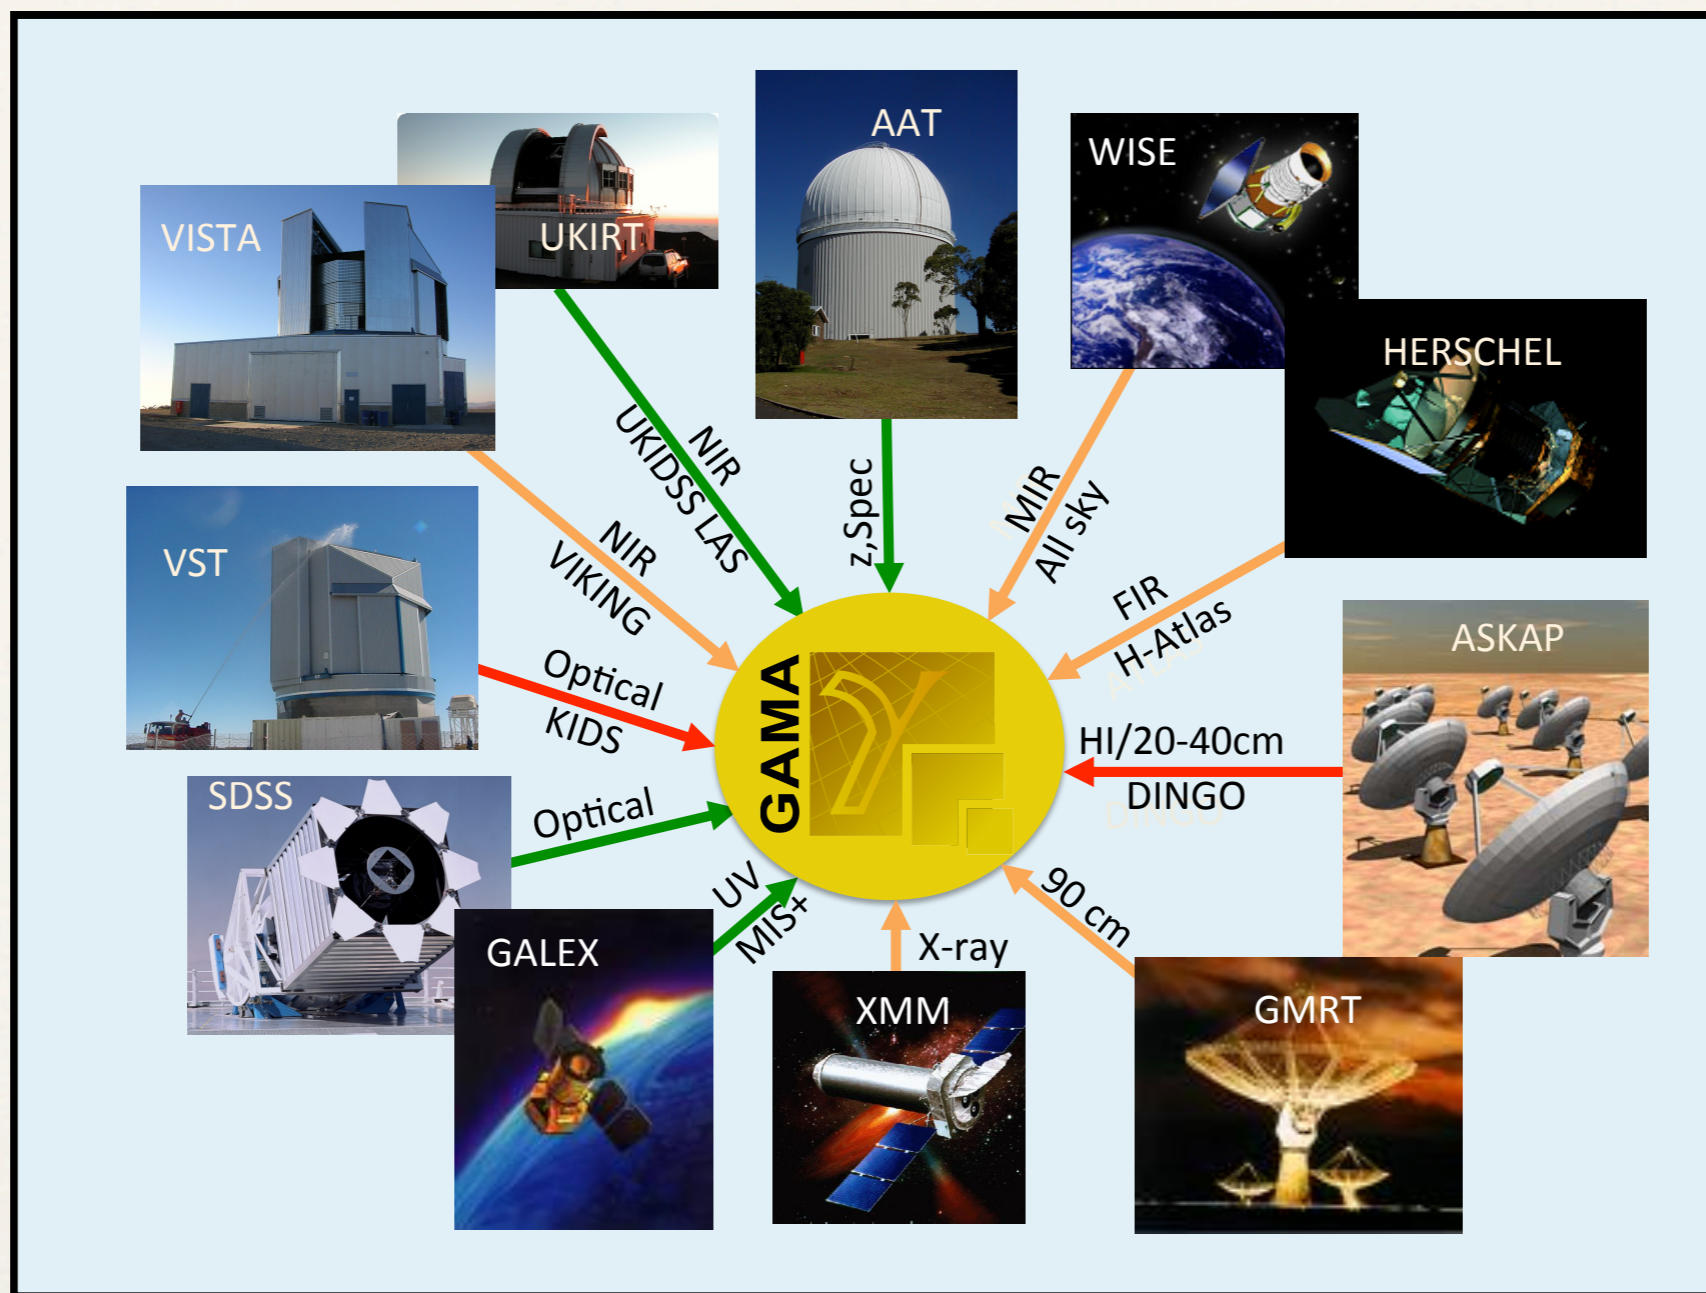 AAT
WISE
UKIRT
VISTA
HERSCHEL
NIR
UKIDSS LAS
z,Spec
MIR
All sky
FIR
H-Atlas
NIR
VIKING
VST
ASKAP
Optical
KIDS
GAMA
HI/20-40cm
DINGO
SDSS
Optical
UV
MIS+
90 cm
X-ray
GALEX
XMM
GMRT